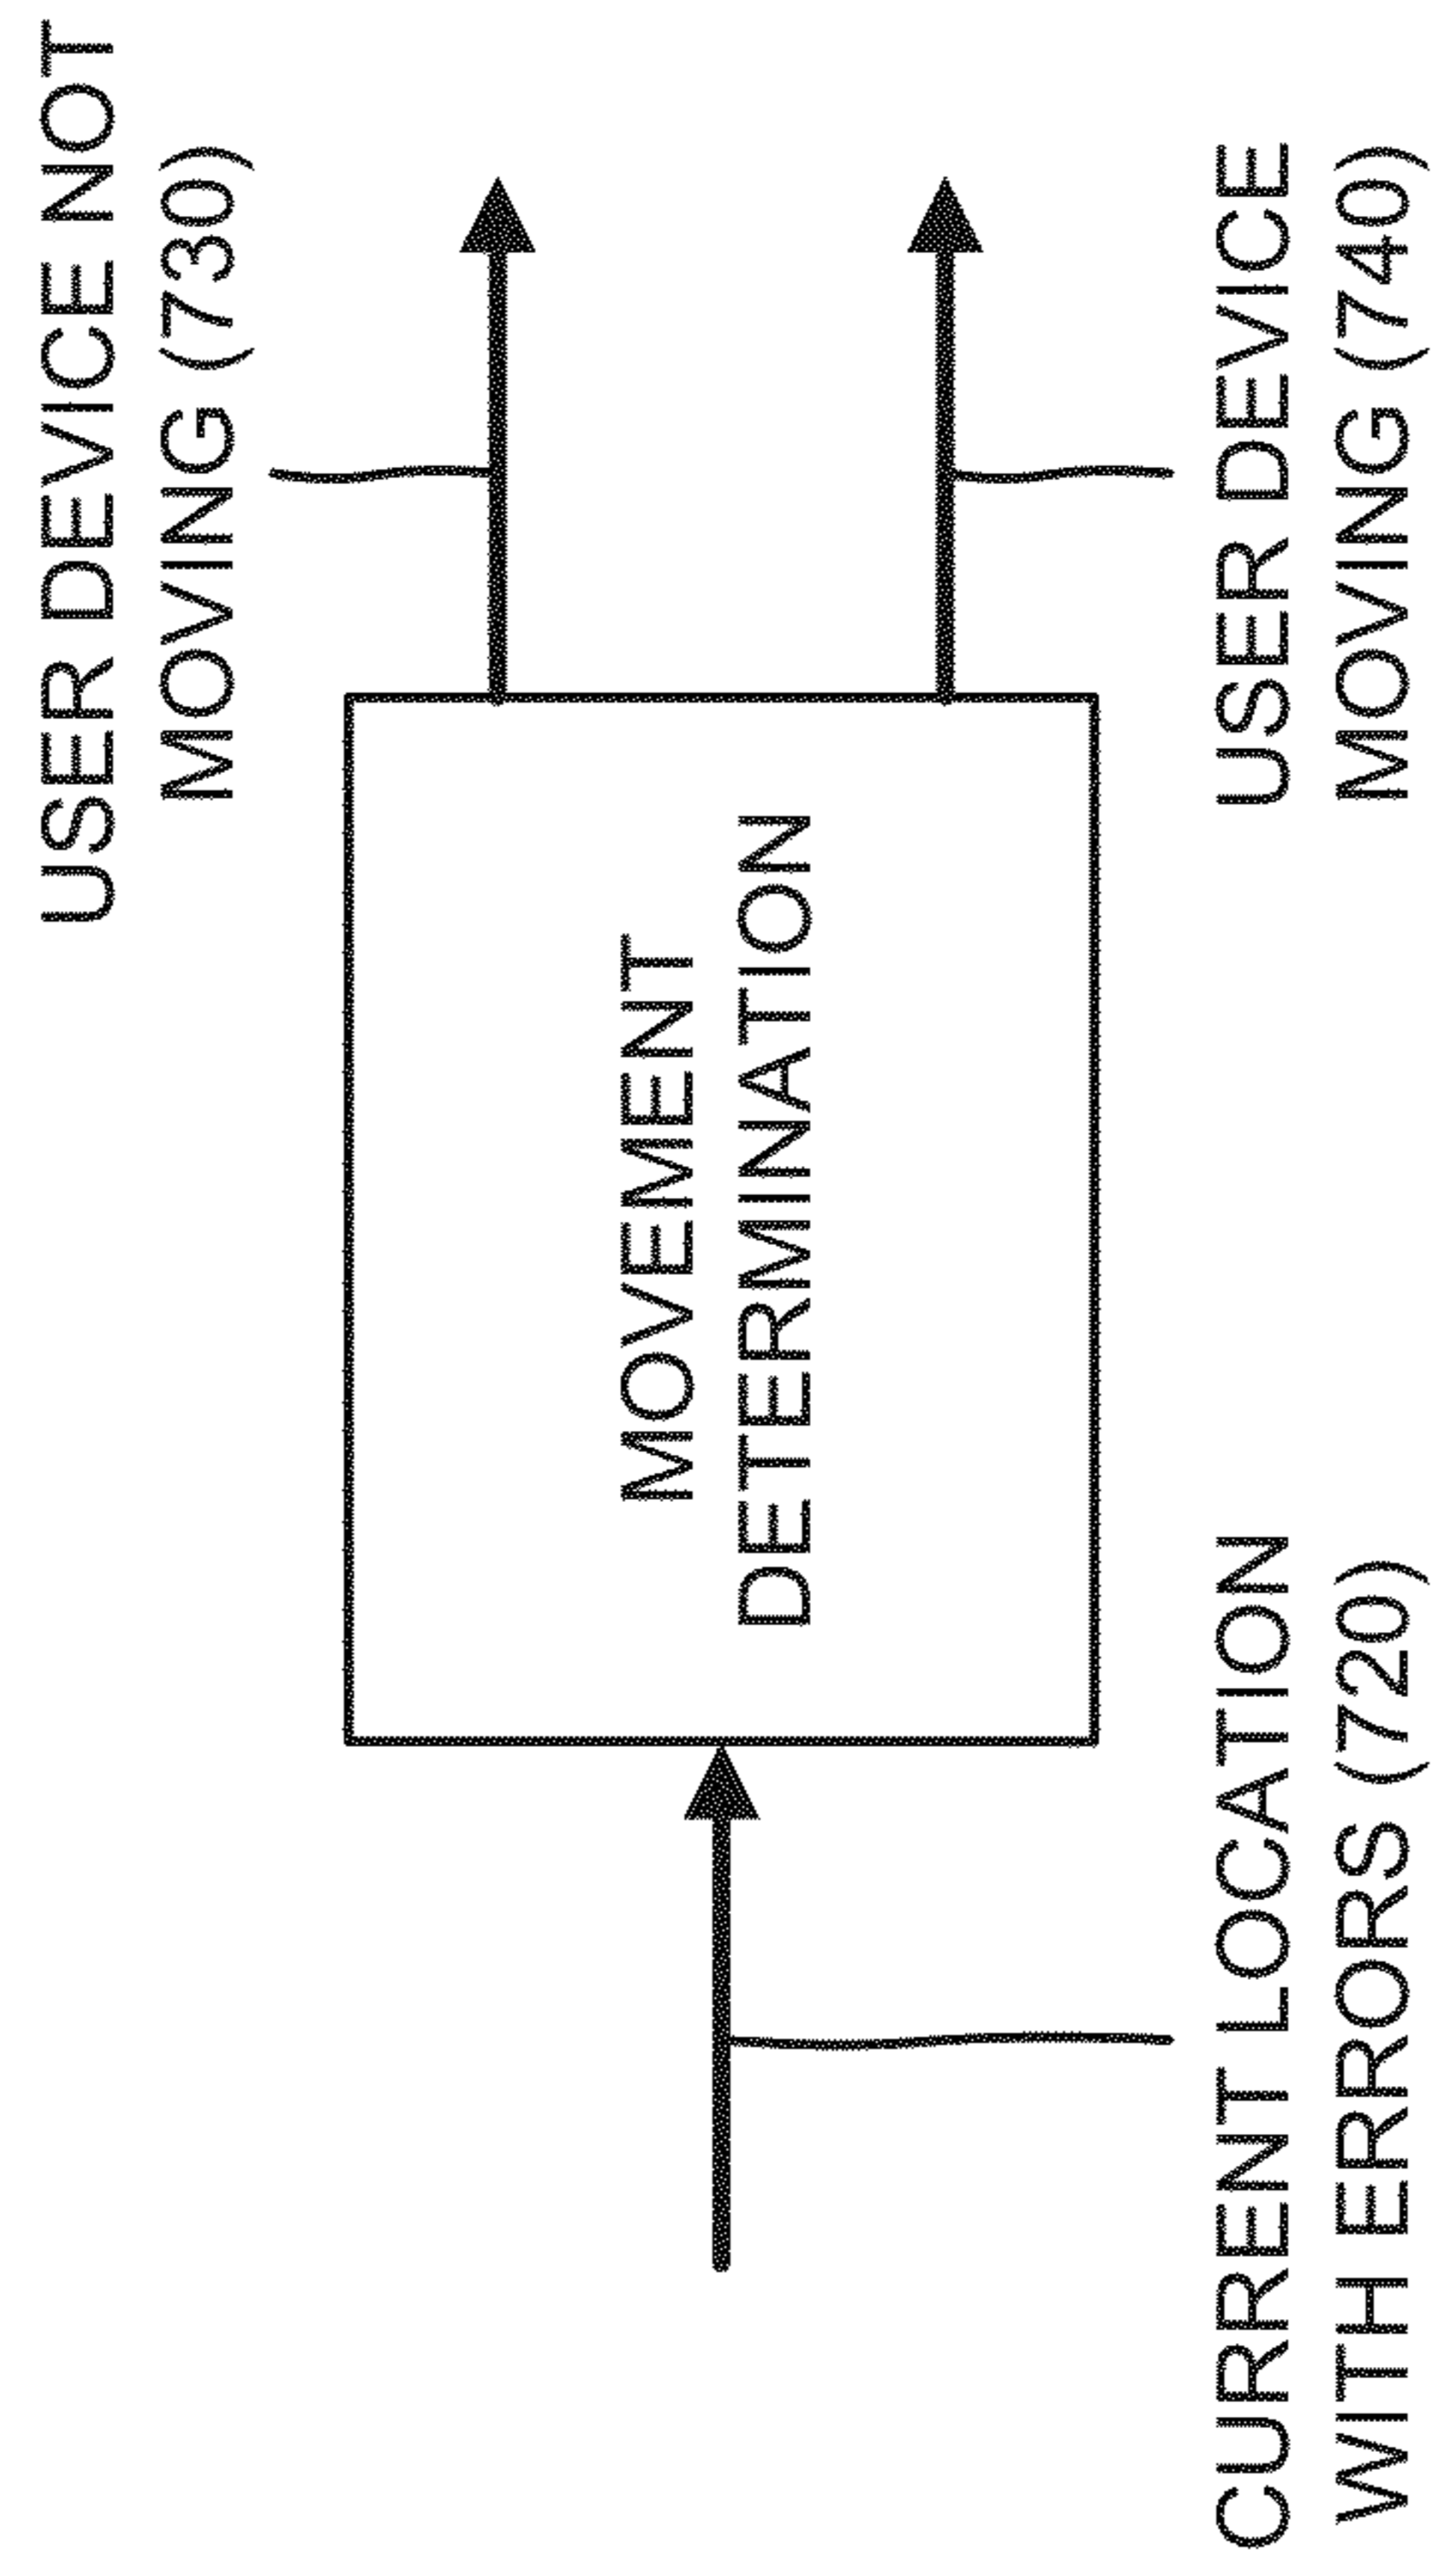 USER DEVICE NOT
MOVING (730)
MOVEMENT
DETERMINATION
CURRENT LOCATION
WITH ERRORS (720)
USER DEVICE
MOVING (740)